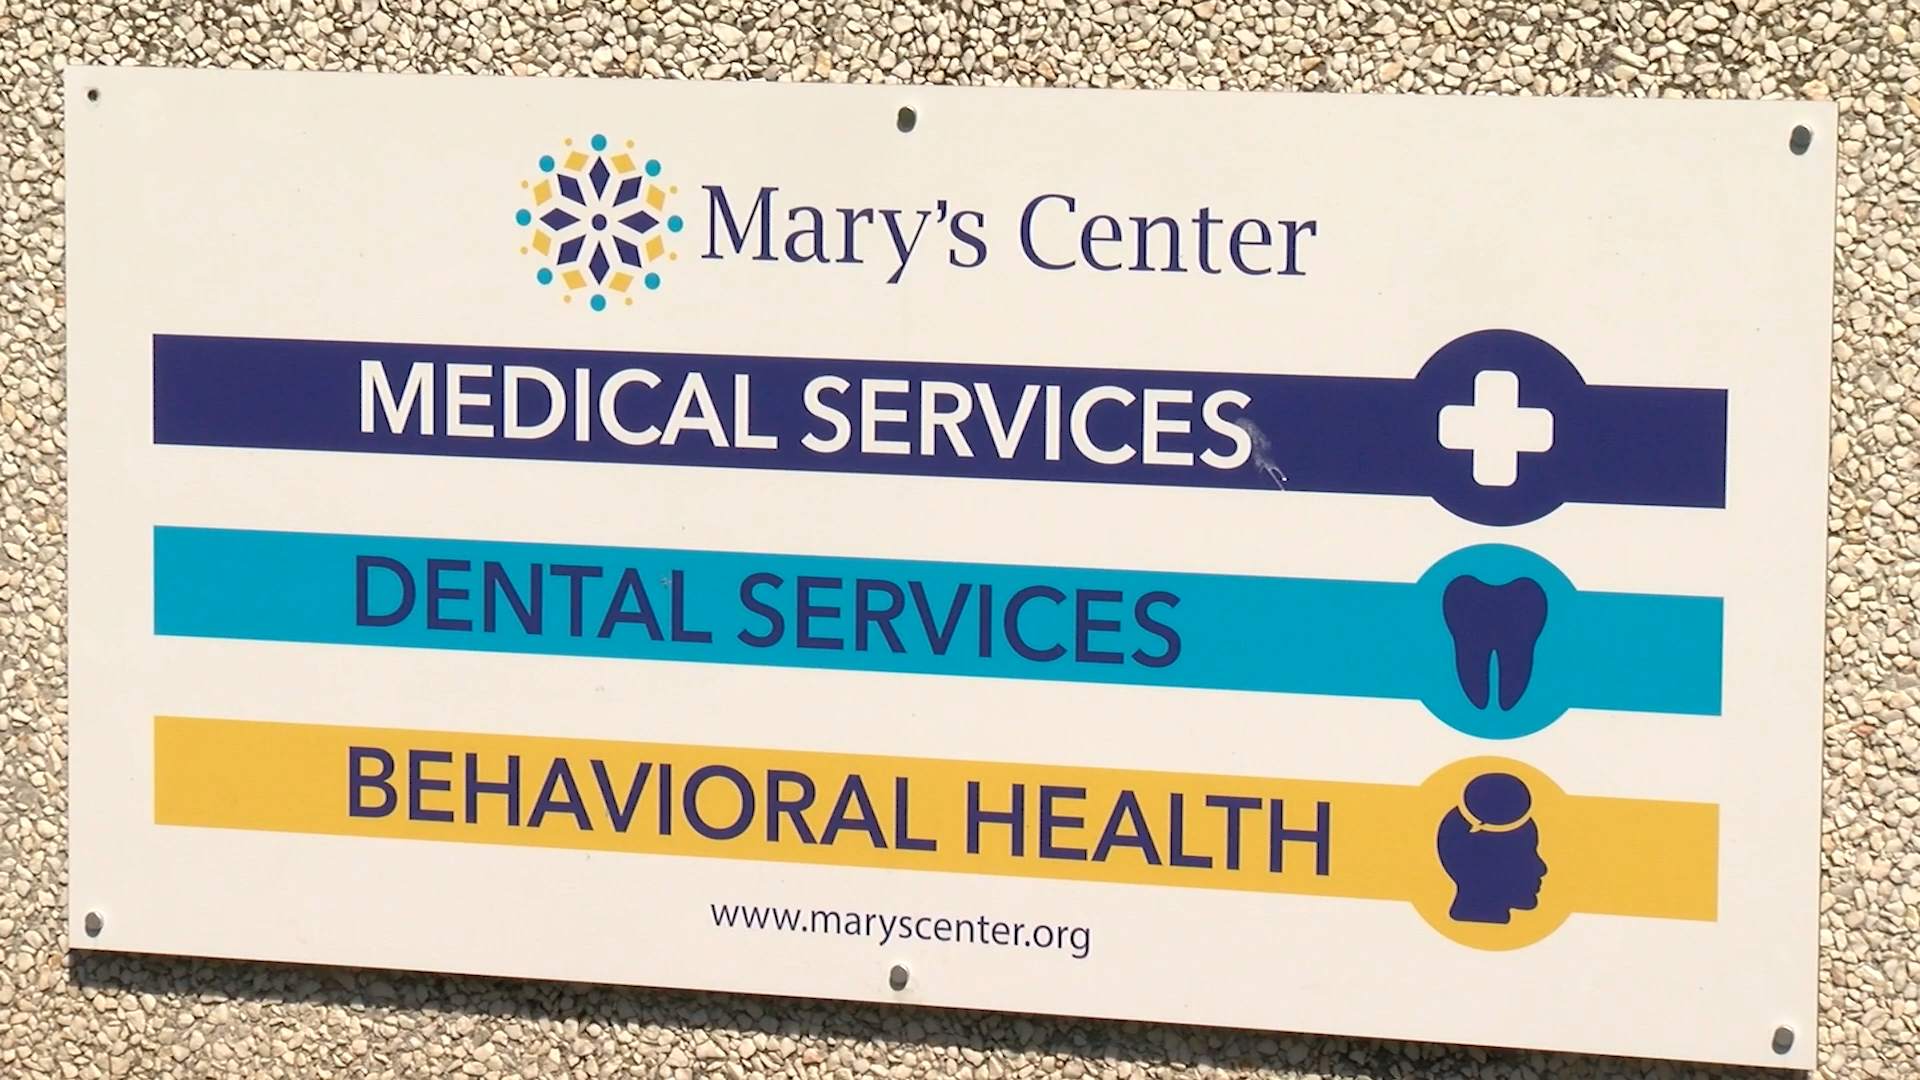 Mary's Center
MEDICAL SERVICES
DENTAL SERVICES
BEHAVIORAL HEALTH
www.maryscenter.org